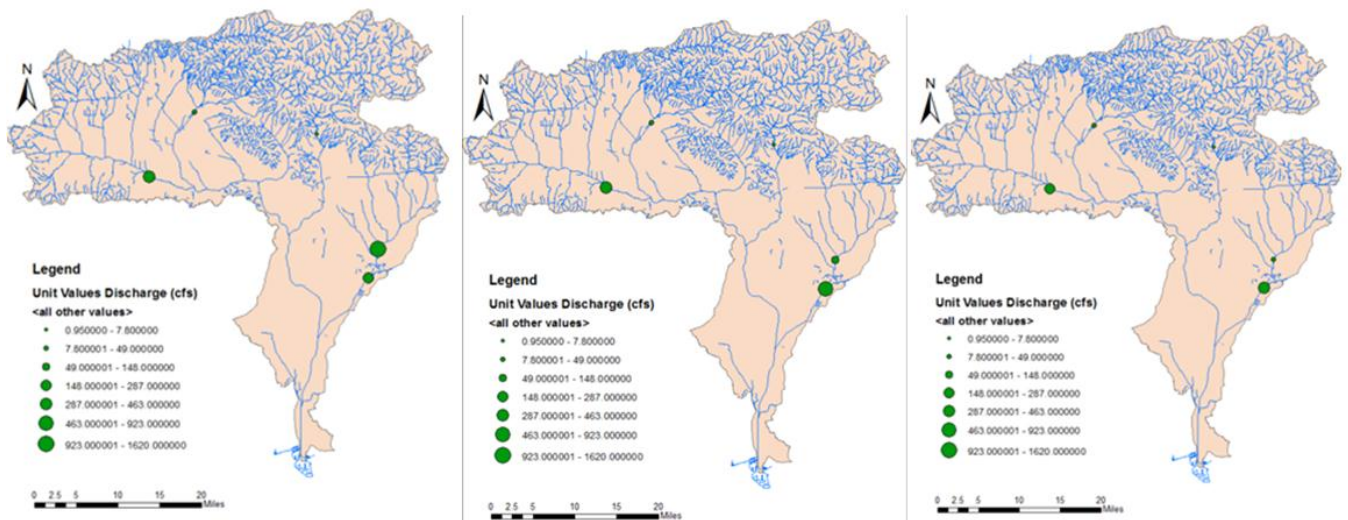 N
Legend
Unit Values Discharge (cfs)
<all other values>
0.950000 - 7.800000
7.800001 - 49.000000
49.000001 - 148.000000
148.000001 - 287.000000
287.000001 - 463.000000
463.000001 - 923.000000
923.000001 - 1620.000000
0 2.5 5 10 15 20
Miles
N
Legend
Unit Values Discharge (cfs)
<all other values>
0.950000 - 7.800000
7.800001 - 49.000000
49.000001 - 148.000000
148.000001 - 287.000000
287.000001 - 463.000000
463.000001 - 923.000000
923.000001 - 1620.000000
0 2.5 5 10 15 20
Miles
N
Legend
Unit Values Discharge (cfs)
<all other values>
0.950000 - 7.800000
7.800001 - 49.000000
49.000001 - 148.000000
148.000001 - 287.000000
287.000001 - 463.000000
463.000001 - 923.000000
923.000001 - 1620.000000
0 2.5 5 10 15 20
Miles